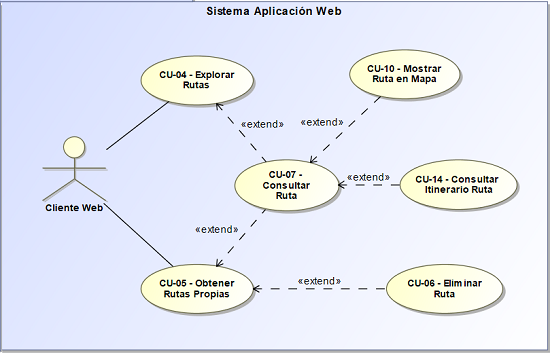 Sistema Aplicación Web
CU-04 - Explorar
Rutas
CU-10 - Mostrar
Ruta en Mapa
«extend»
«extend»
CU-07 -
Consultar
Ruta
«extend»
CU-14 - Consultar
Itinerario Ruta
Cliente Web
«extend»
CU-05 - Obtener
Rutas Propias
«extend»
CU-06 - Eliminar
Ruta